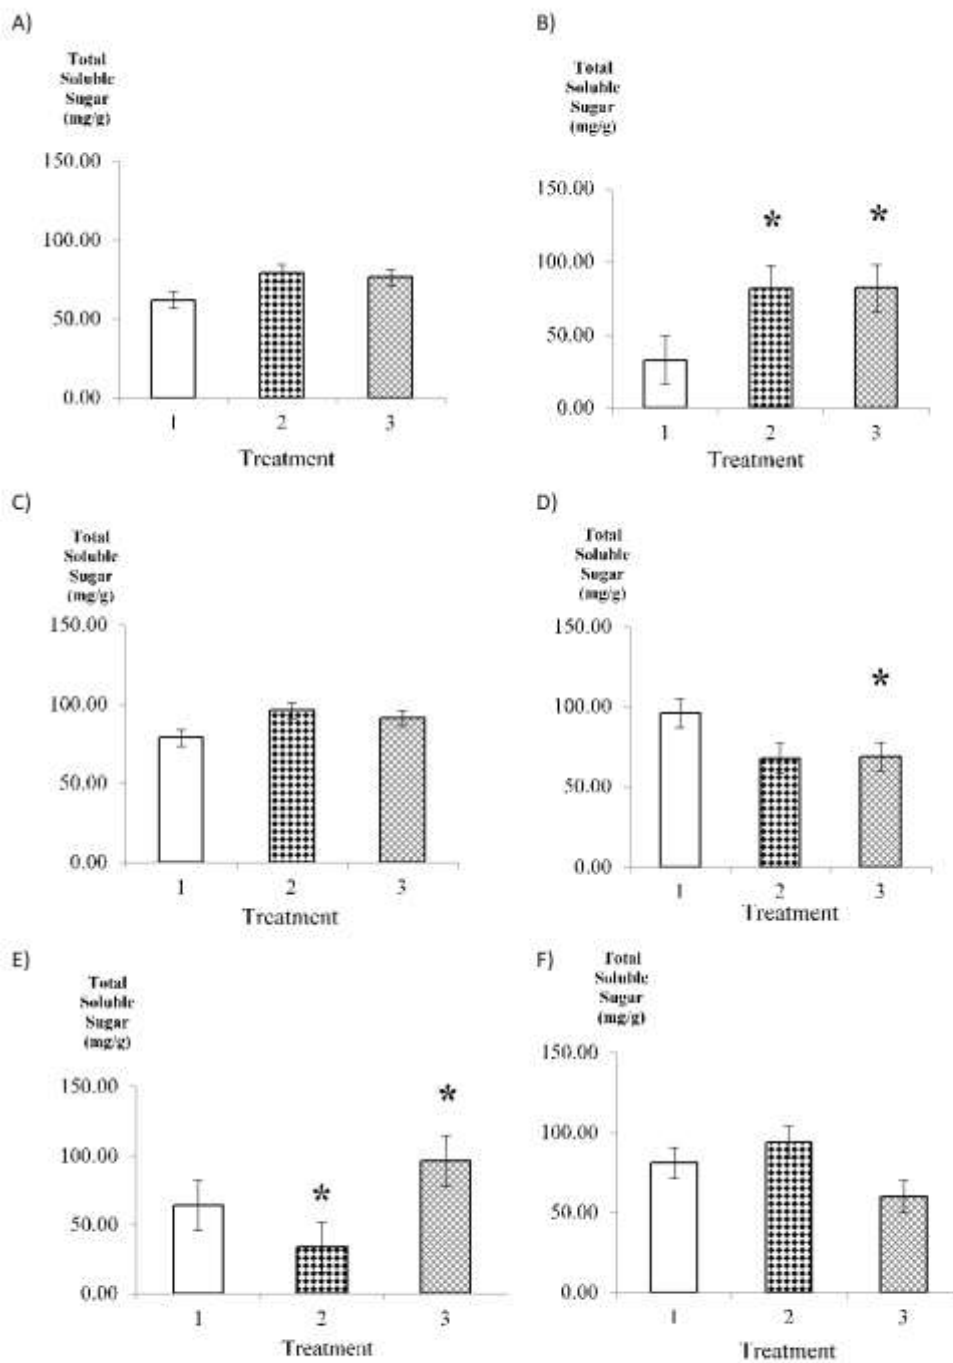 A)
Total
Soluble
Sugar
(mg/g)
150.00
100.00
50.00
0.00
1 2 3
Treatment
B)
Total
Soluble
Sugar
(mg/g)
150.00
100.00
50.00
0.00
* *
1 2 3
Treatment
C)
Total
Soluble
Sugar
(mg/g)
150.00
100.00
50.00
0.00
1 2 3
Treatment
D)
Total
Soluble
Sugar
(mg/g)
150.00
100.00
50.00
0.00
*
1 2 3
Treatment
E)
Total
Soluble
Sugar
(mg/g)
150.00
100.00
50.00
0.00
* *
1 2 3
Treatment
F)
Total
Soluble
Sugar
(mg/g)
150.00
100.00
50.00
0.00
1 2 3
Treatment